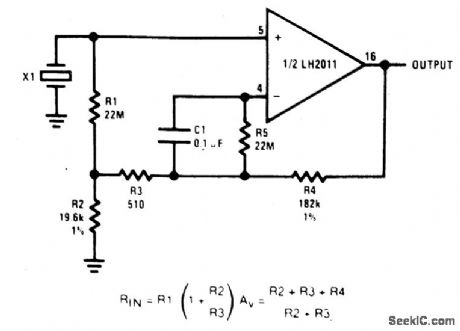 5
+
1/2 LH2011
16
OUTPUT
X1
4
−
R1
22M
C1
0.1 uF
R5
22M
R2
19.6k
1%
R3
510
R4
182k
1%
RIN = R1 (1 + R2/R3) AV = R2 + R3 + R4 / R2 + R3
SeekIC.com